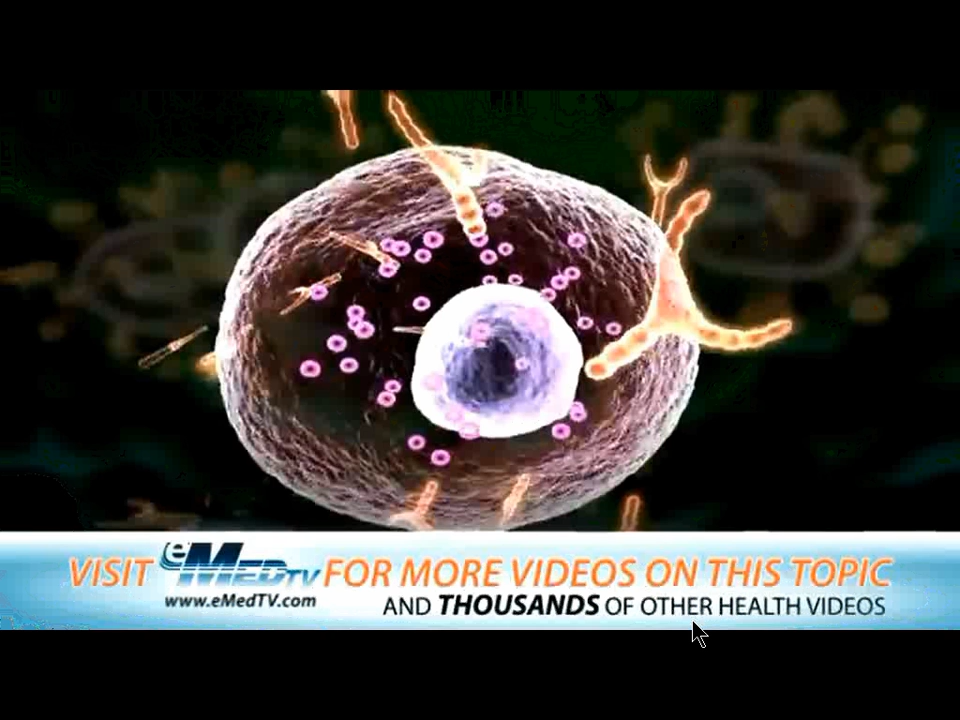 VISIT eMedTV FOR MORE VIDEOS ON THIS TOPIC
www.eMedTV.com AND THOUSANDS OF OTHER HEALTH VIDEOS